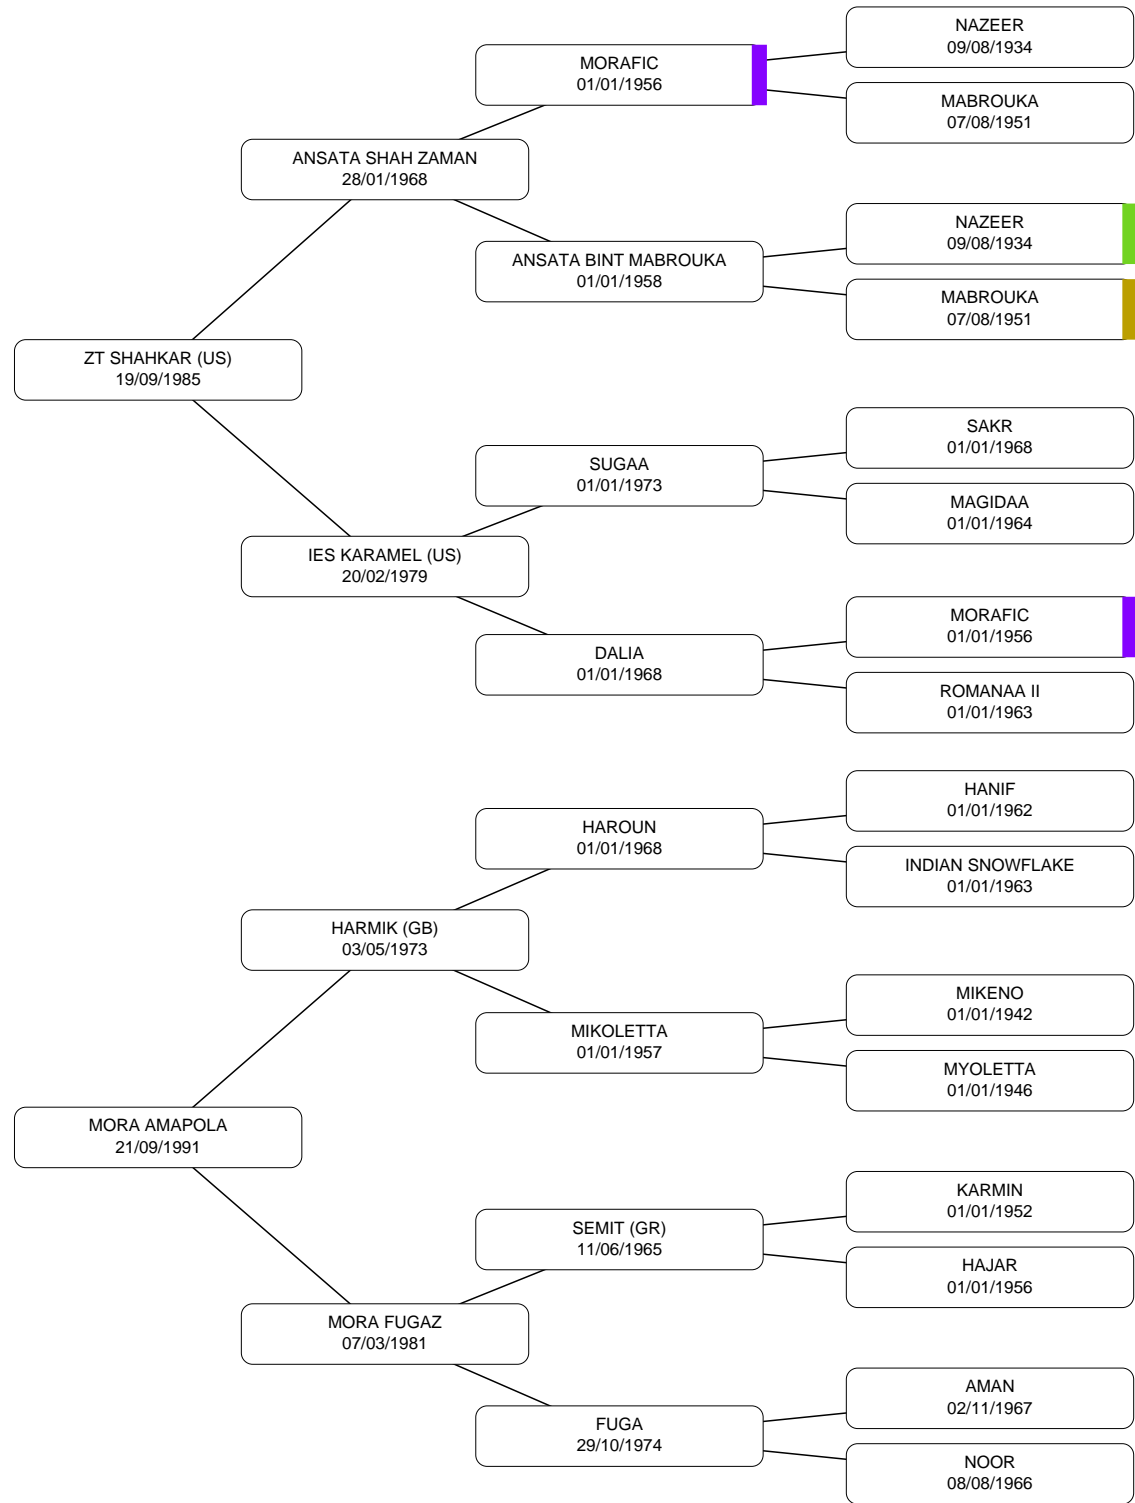 NAZEER
09/08/1934
MORAFIC
01/01/1956
MABROUKA
07/08/1951
ANSATA SHAH ZAMAN
28/01/1968
NAZEER
09/08/1934
ANSATA BINT MABROUKA
01/01/1958
MABROUKA
07/08/1951
ZT SHAHKAR (US)
19/09/1985
SAKR
01/01/1968
SUGAA
01/01/1973
MAGIDAA
01/01/1964
IES KARAMEL (US)
20/02/1979
MORAFIC
01/01/1956
DALIA
01/01/1968
ROMANAA II
01/01/1963
HANIF
01/01/1962
HAROUN
01/01/1968
INDIAN SNOWFLAKE
01/01/1963
HARMIK (GB)
03/05/1973
MIKENO
01/01/1942
MIKOLETTA
01/01/1957
MYOLETTA
01/01/1946
MORA AMAPOLA
21/09/1991
KARMIN
01/01/1952
SEMIT (GR)
11/06/1965
HAJAR
01/01/1956
MORA FUGAZ
07/03/1981
AMAN
02/11/1967
FUGA
29/10/1974
NOOR
08/08/1966